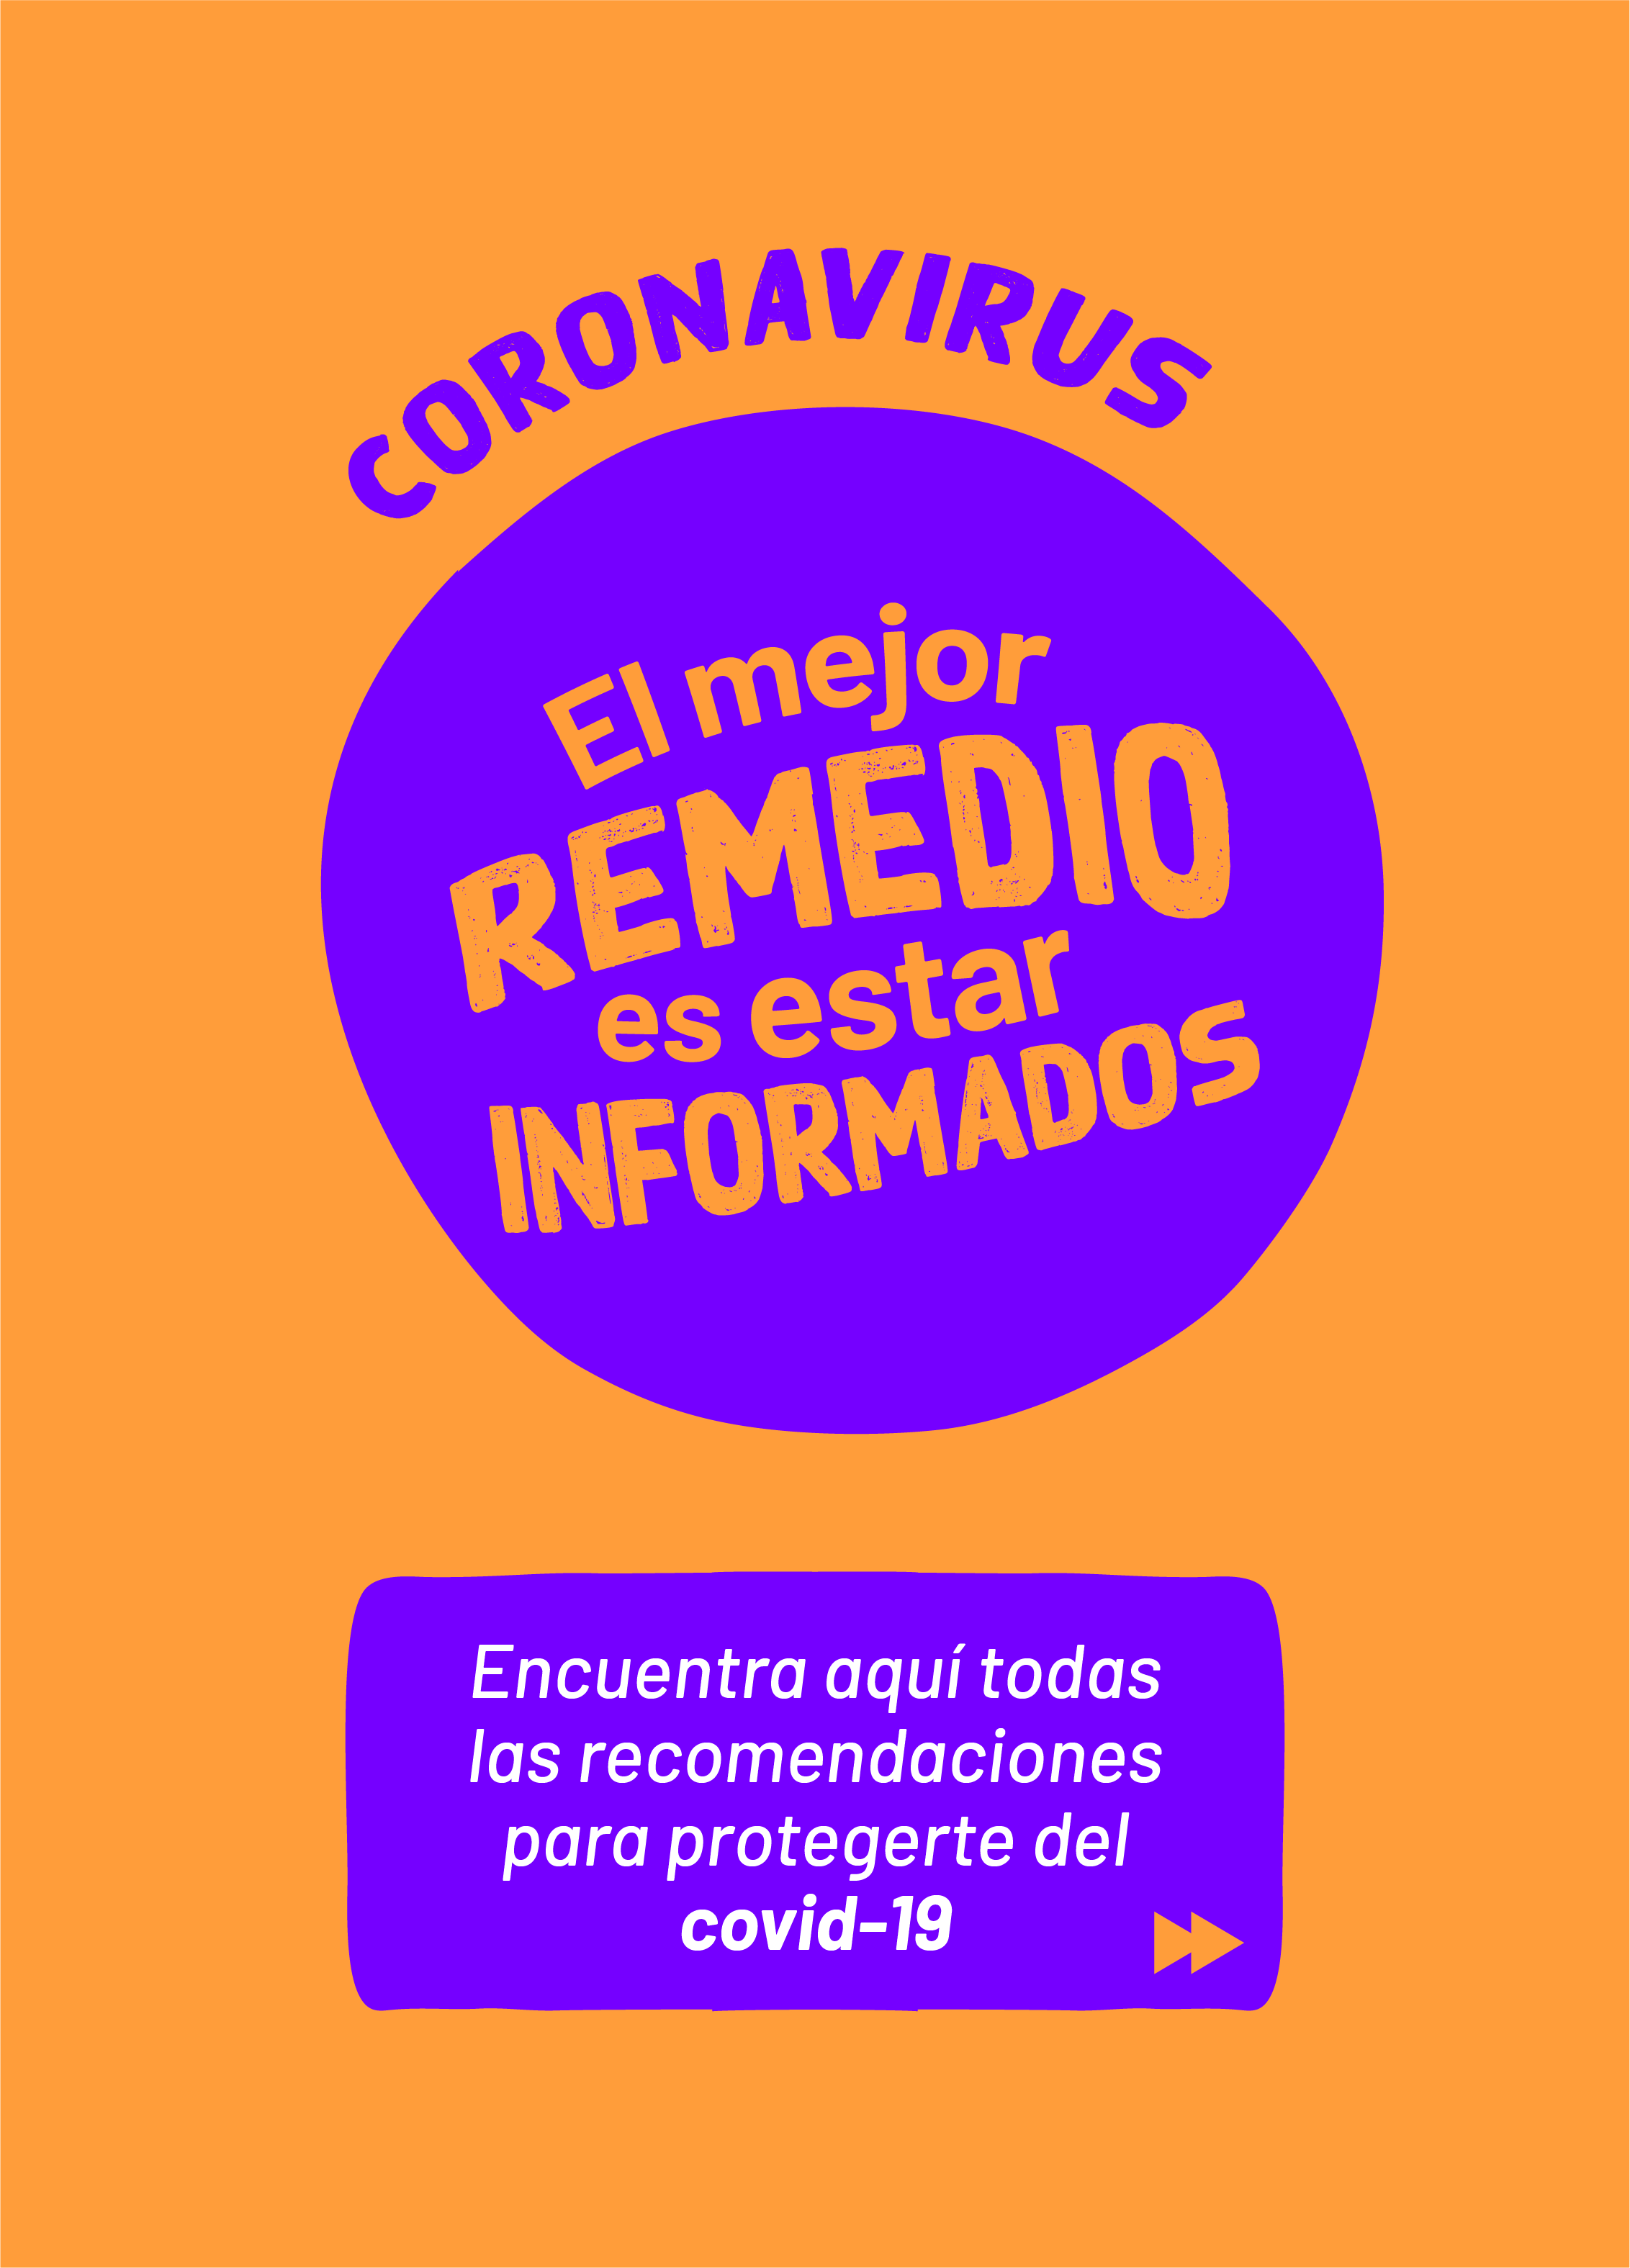 CORONAVIRUS
El mejor
REMEDIO
es estar
INFORMADOS
Encuentra aquí todas
las recomendaciones
para protegerte del
covid-19